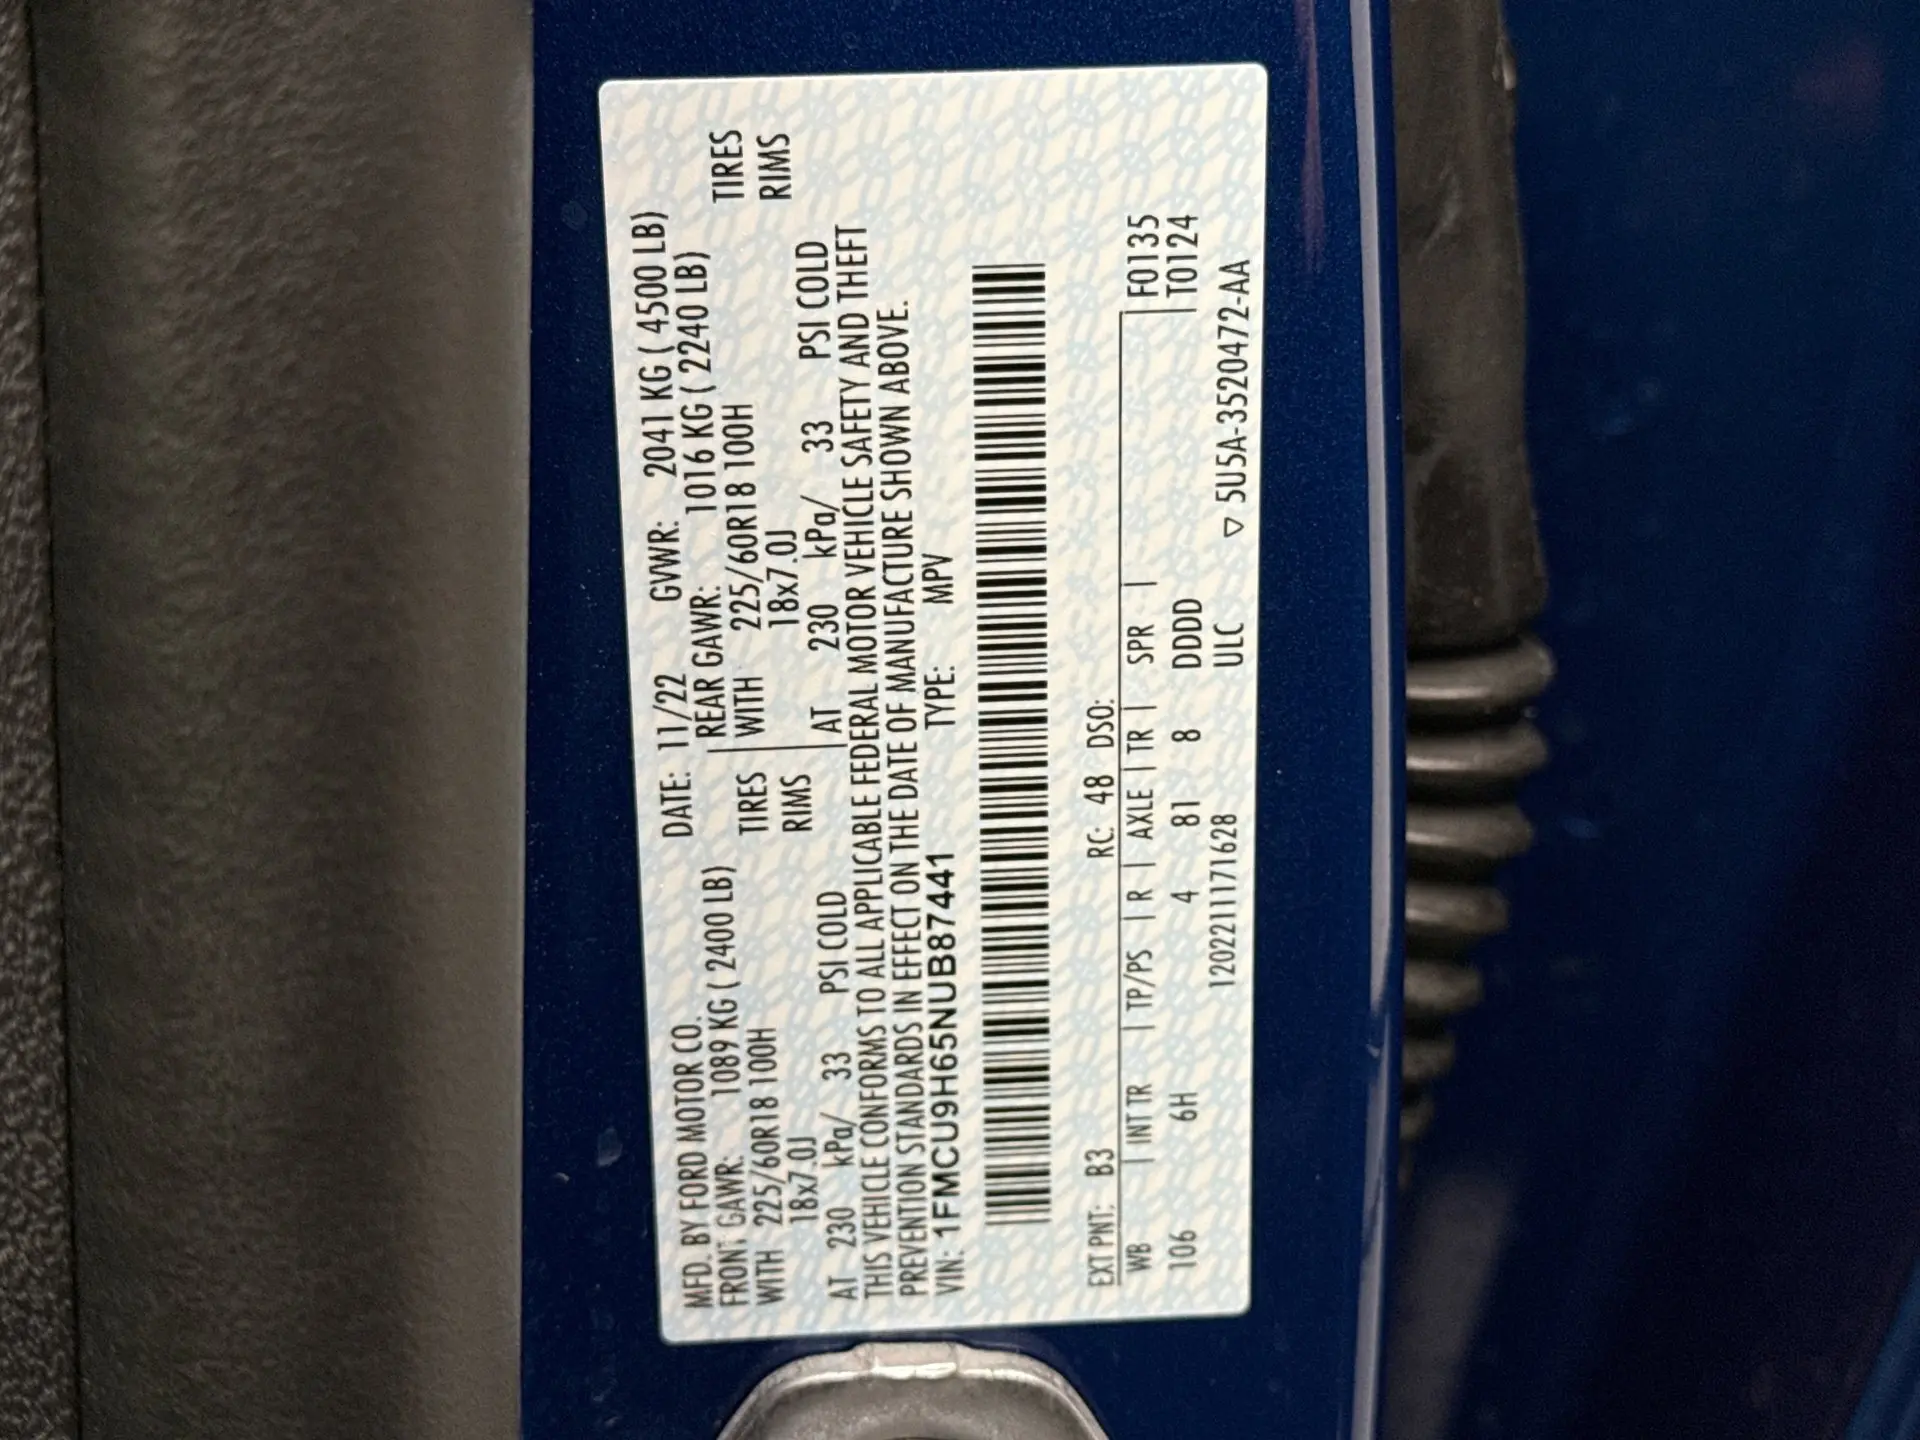 MFD. BY FORD MOTOR CO. DATE: 11/22 GVWR: 2041 KG ( 4500 LB)
FRONT GAWR: 1089 KG ( 2400 LB) REAR GAWR: 1016 KG ( 2240 LB)
WITH 225/60R18 100H TIRES WITH 225/60R18 100H TIRES
18x7.0J RIMS 18x7.0J RIMS
AT 230 kPa/ 33 PSI COLD AT 230 kPa/ 33 PSI COLD
THIS VEHICLE CONFORMS TO ALL APPLICABLE FEDERAL MOTOR VEHICLE SAFETY AND THEFT
PREVENTION STANDARDS IN EFFECT ON THE DATE OF MANUFACTURE SHOWN ABOVE.
VIN: 1FMCU9H65NUB87441 TYPE: MPV
EXT PNT: B3 RC: 48 DSO: F0135
WB | INT TR | TP/PS | R | AXLE | TR | SPR | T0124
106 6H 4 81 8 DDDD
1202211171628 ULC ▽ 5U5A-3520472-AA